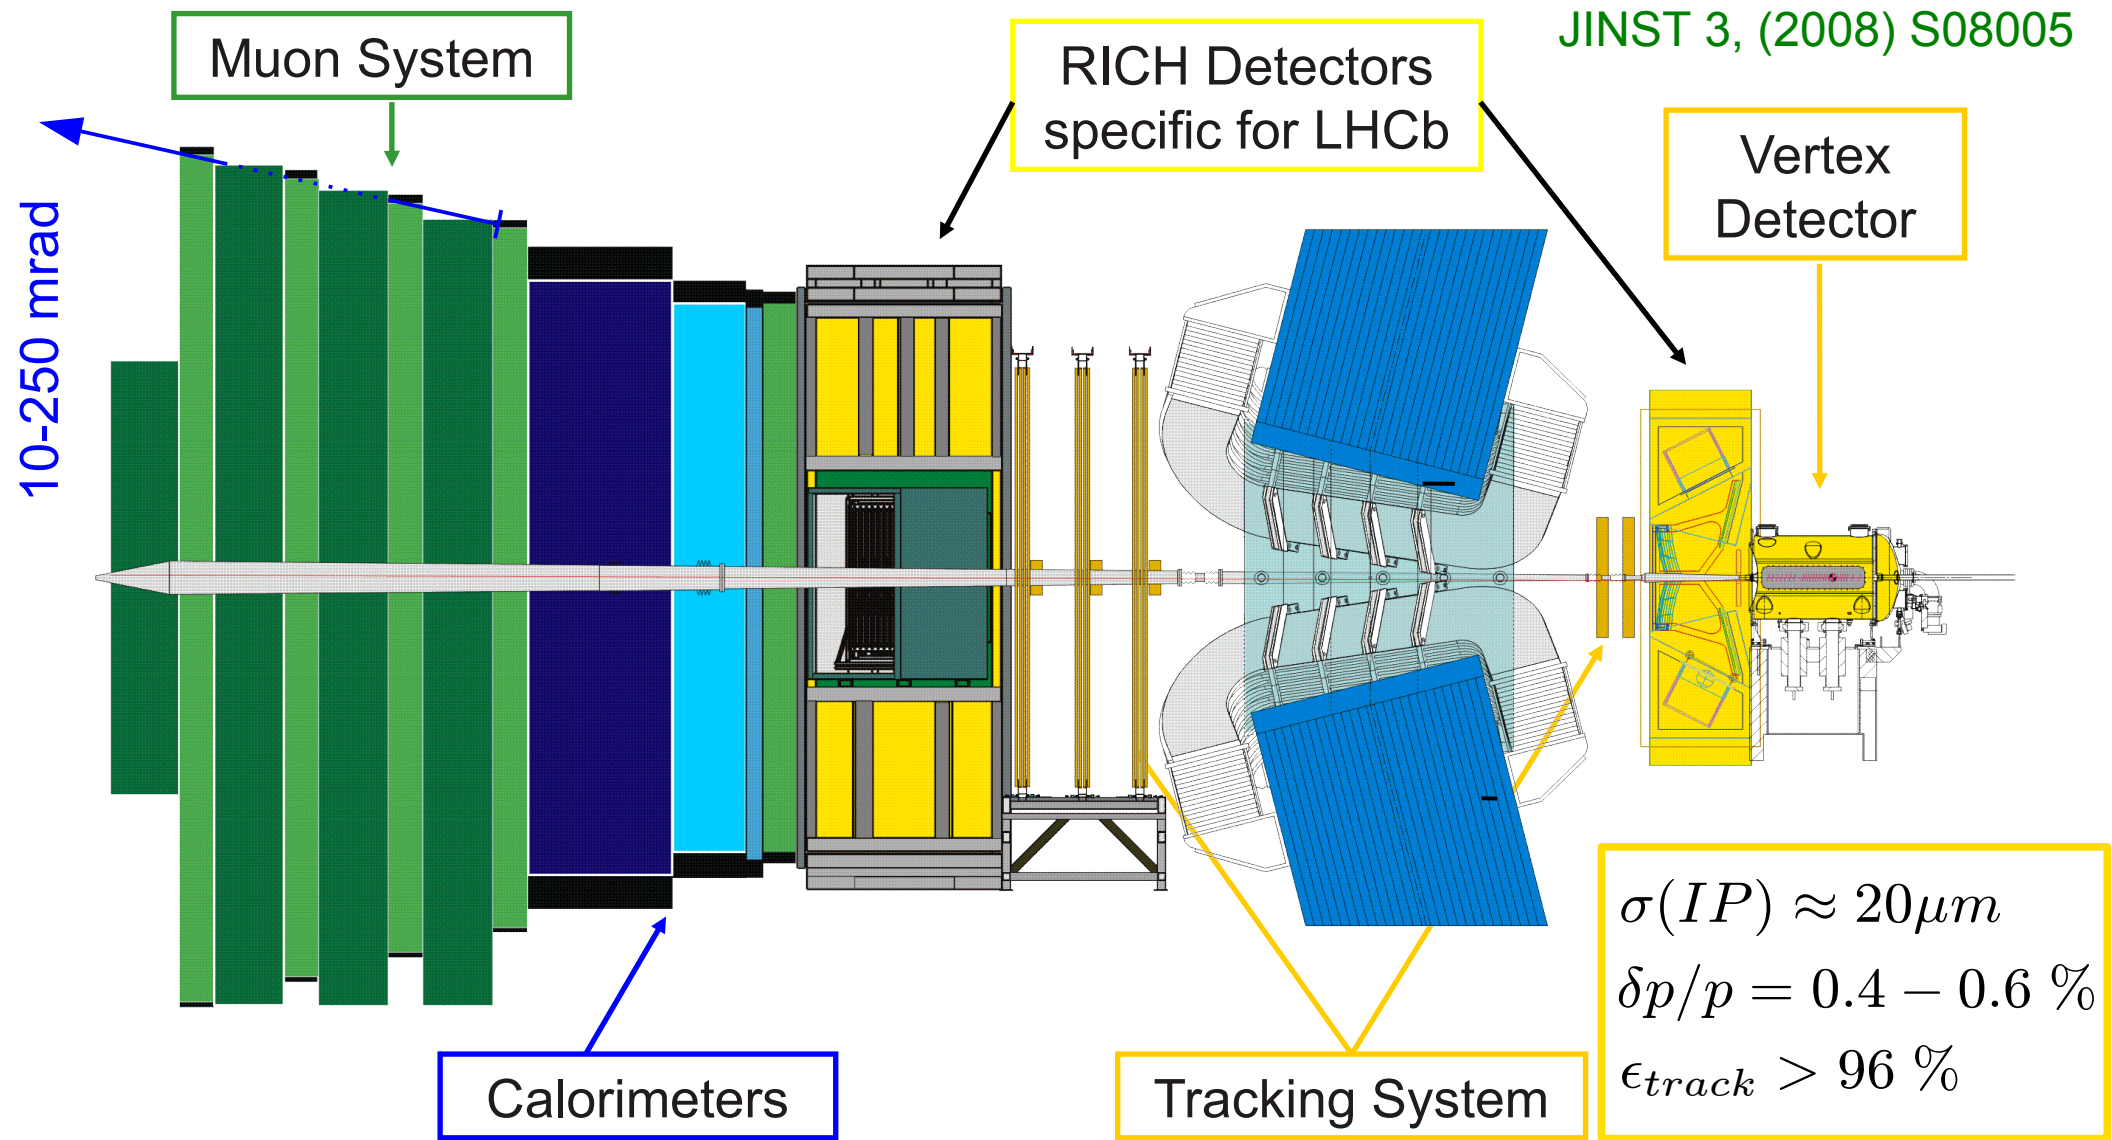 JINST 3, (2008) S08005
Muon System
RICH Detectors
specific for LHCb
Vertex
Detector
10-250 mrad
Calorimeters
Tracking System
σ(IP) ≈ 20μm
δp/p = 0.4 − 0.6 %
ϵ_track > 96 %